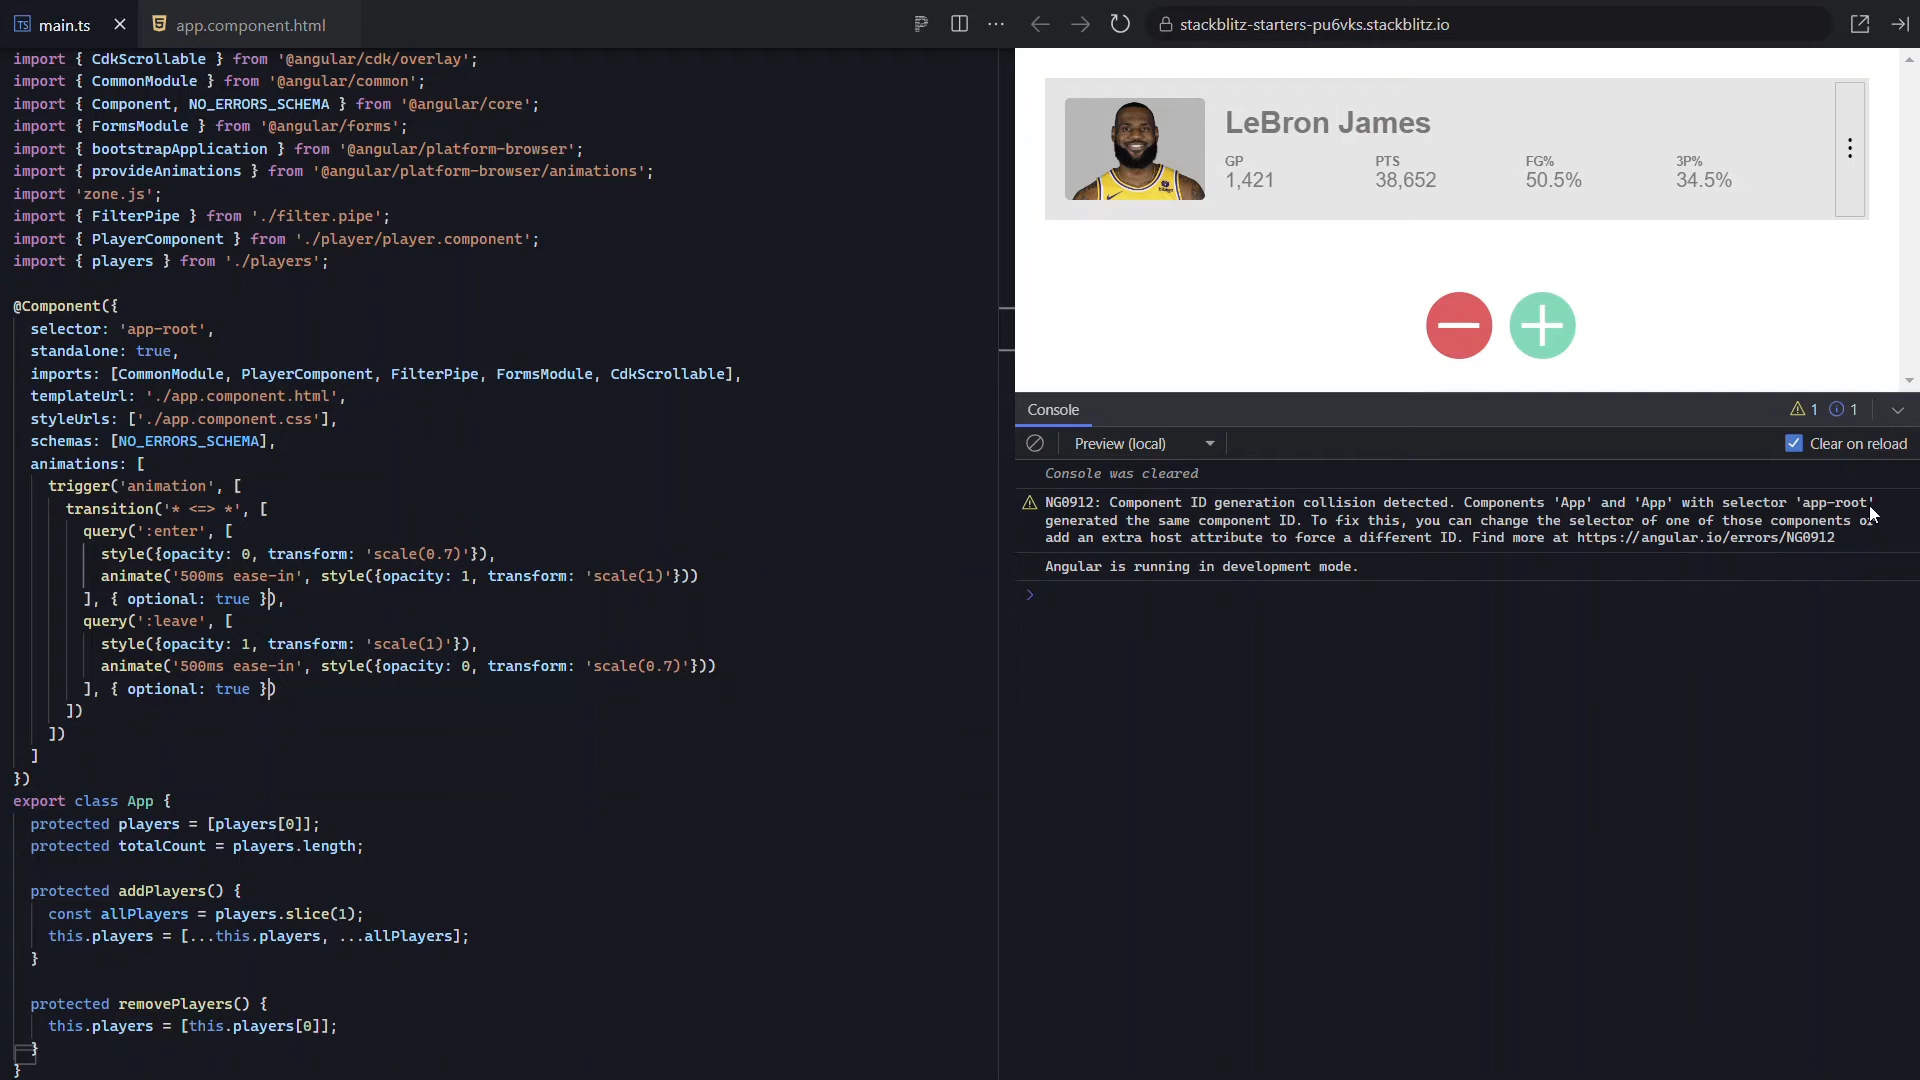 main.ts
app.component.html
stackblitz-starters-pu6vks.stackblitz.io
import { CdkScrollable } from '@angular/cdk/overlay';
import { CommonModule } from '@angular/common';
import { Component, NO_ERRORS_SCHEMA } from '@angular/core';
import { FormsModule } from '@angular/forms';
import { bootstrapApplication } from '@angular/platform-browser';
import { provideAnimations } from '@angular/platform-browser/animations';
import 'zone.js';
import { FilterPipe } from './filter.pipe';
import { PlayerComponent } from './player/player.component';
import { players } from './players';
@Component({
selector: 'app-root',
standalone: true,
imports: [CommonModule, PlayerComponent, FilterPipe, FormsModule, CdkScrollable],
templateUrl: './app.component.html',
styleUrls: ['./app.component.css'],
schemas: [NO_ERRORS_SCHEMA],
animations: [
trigger('animation', [
transition('* <=> *', [
query(':enter', [
style({opacity: 0, transform: 'scale(0.7)'}),
animate('500ms ease-in', style({opacity: 1, transform: 'scale(1)'}))
], { optional: true }),
query(':leave', [
style({opacity: 1, transform: 'scale(1)'}),
animate('500ms ease-in', style({opacity: 0, transform: 'scale(0.7)'}))
], { optional: true })
])
])
]
})
export class App {
protected players = [players[0]];
protected totalCount = players.length;
protected addPlayers() {
const allPlayers = players.slice(1);
this.players = [...this.players, ...allPlayers];
}
protected removePlayers() {
this.players = [this.players[0]];
}
}
LeBron James
GP PTS FG% 3P%
1,421 38,652 50.5% 34.5%
Console
1 1
Preview (local)
Clear on reload
Console was cleared
NG0912: Component ID generation collision detected. Components 'App' and 'App' with selector 'app-root'
generated the same component ID. To fix this, you can change the selector of one of those components or
add an extra host attribute to force a different ID. Find more at https://angular.io/errors/NG0912
Angular is running in development mode.